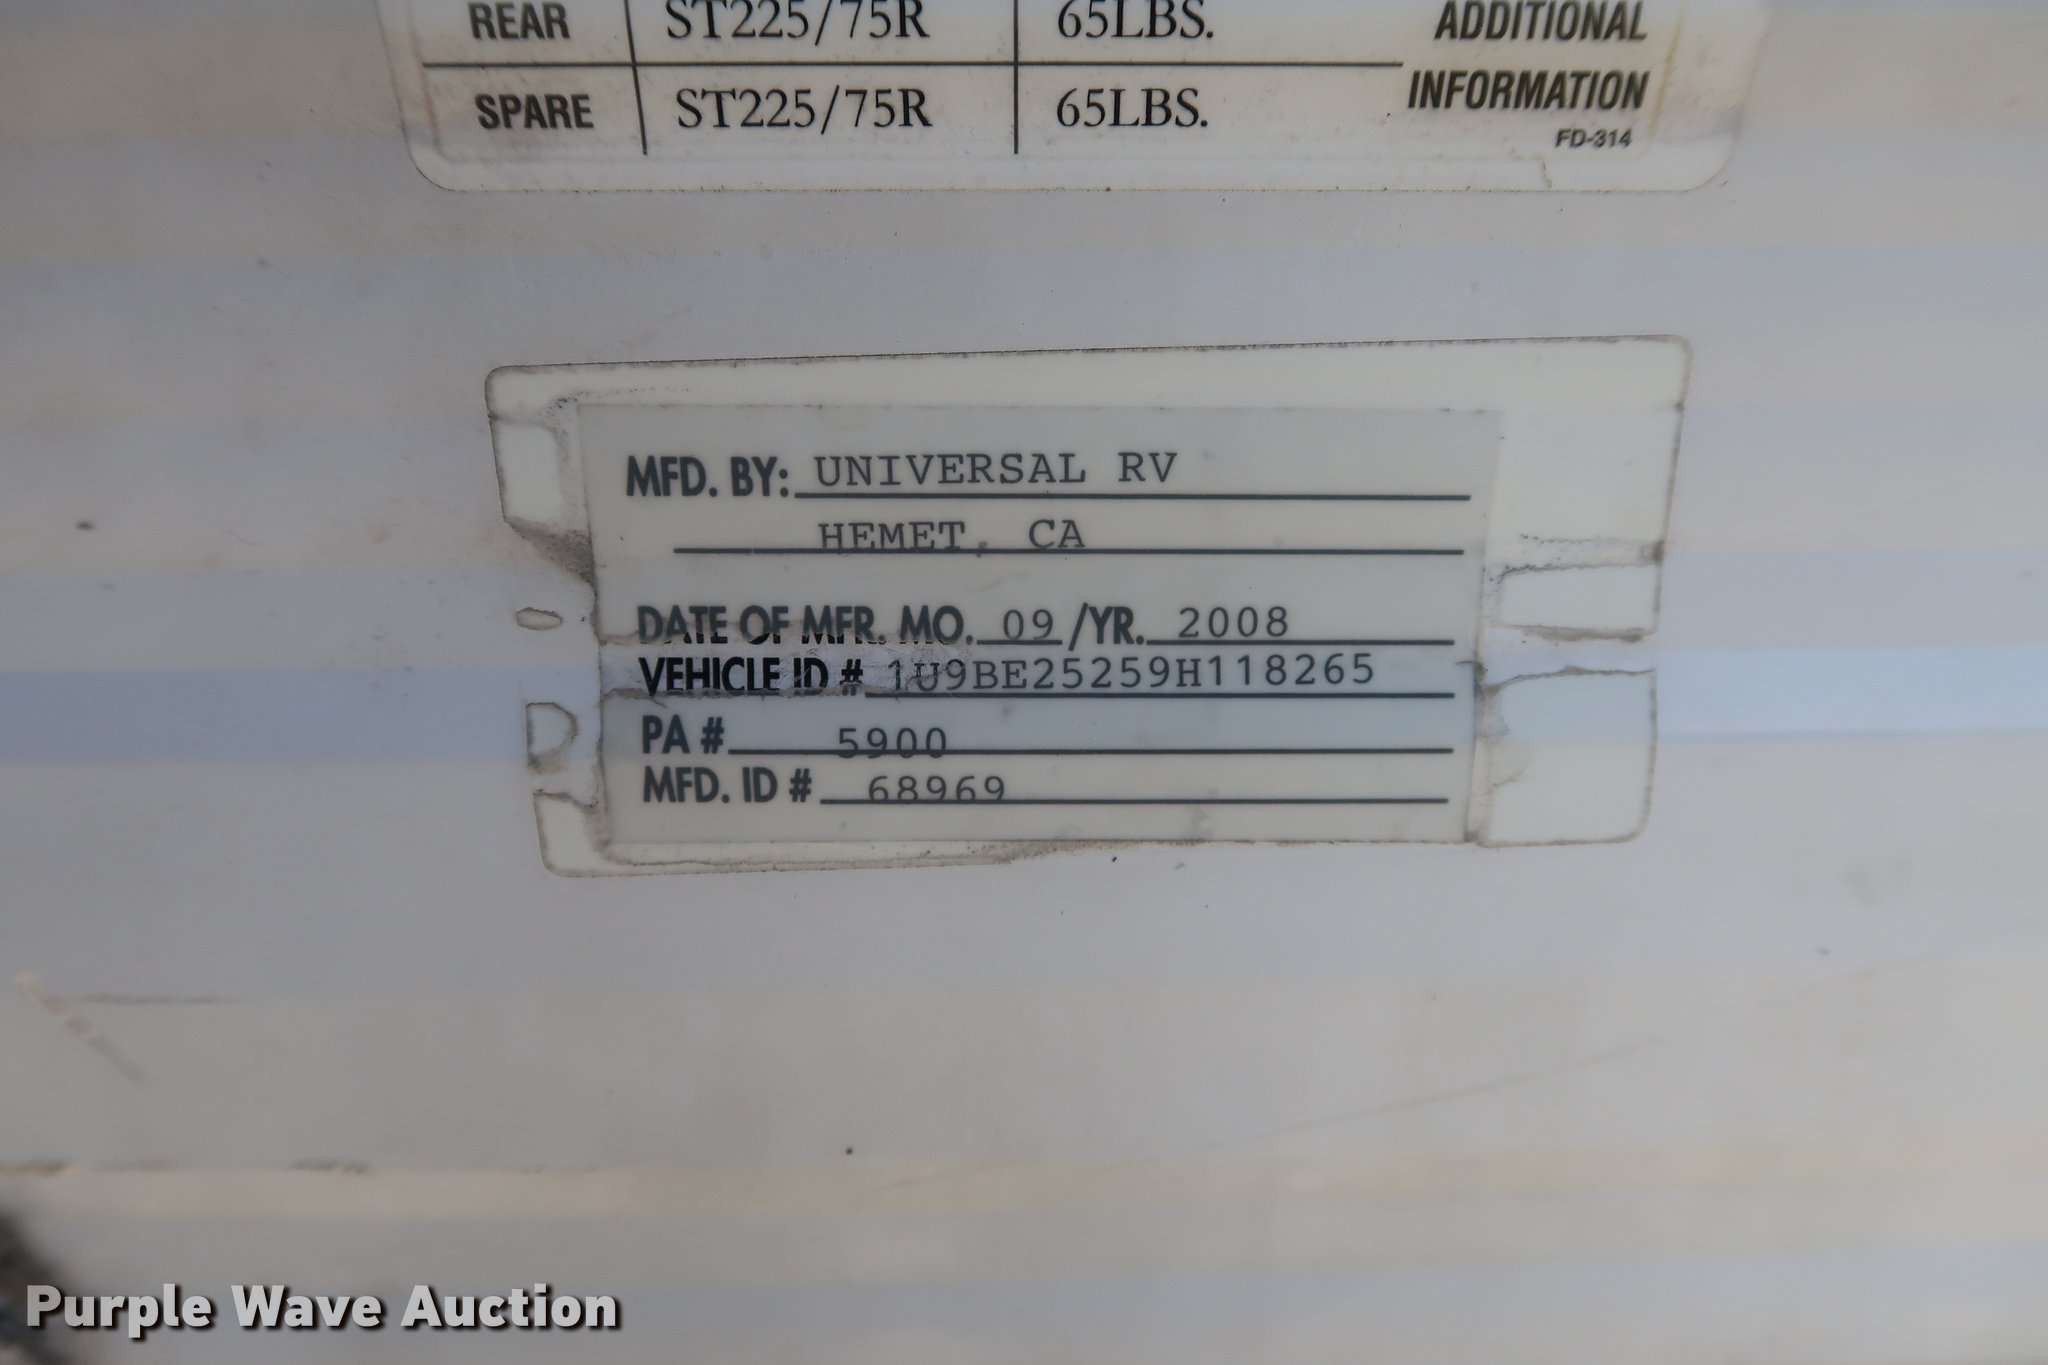 REAR ST225/75R 65LBS. ADDITIONAL
SPARE ST225/75R 65LBS. INFORMATION
FD-314
MFD. BY: UNIVERSAL RV
HEMET, CA
DATE OF MFR. MO. 09 /YR. 2008
VEHICLE ID # 1U9BE25259H118265
PA # 5900
MFD. ID # 68969
Purple Wave Auction